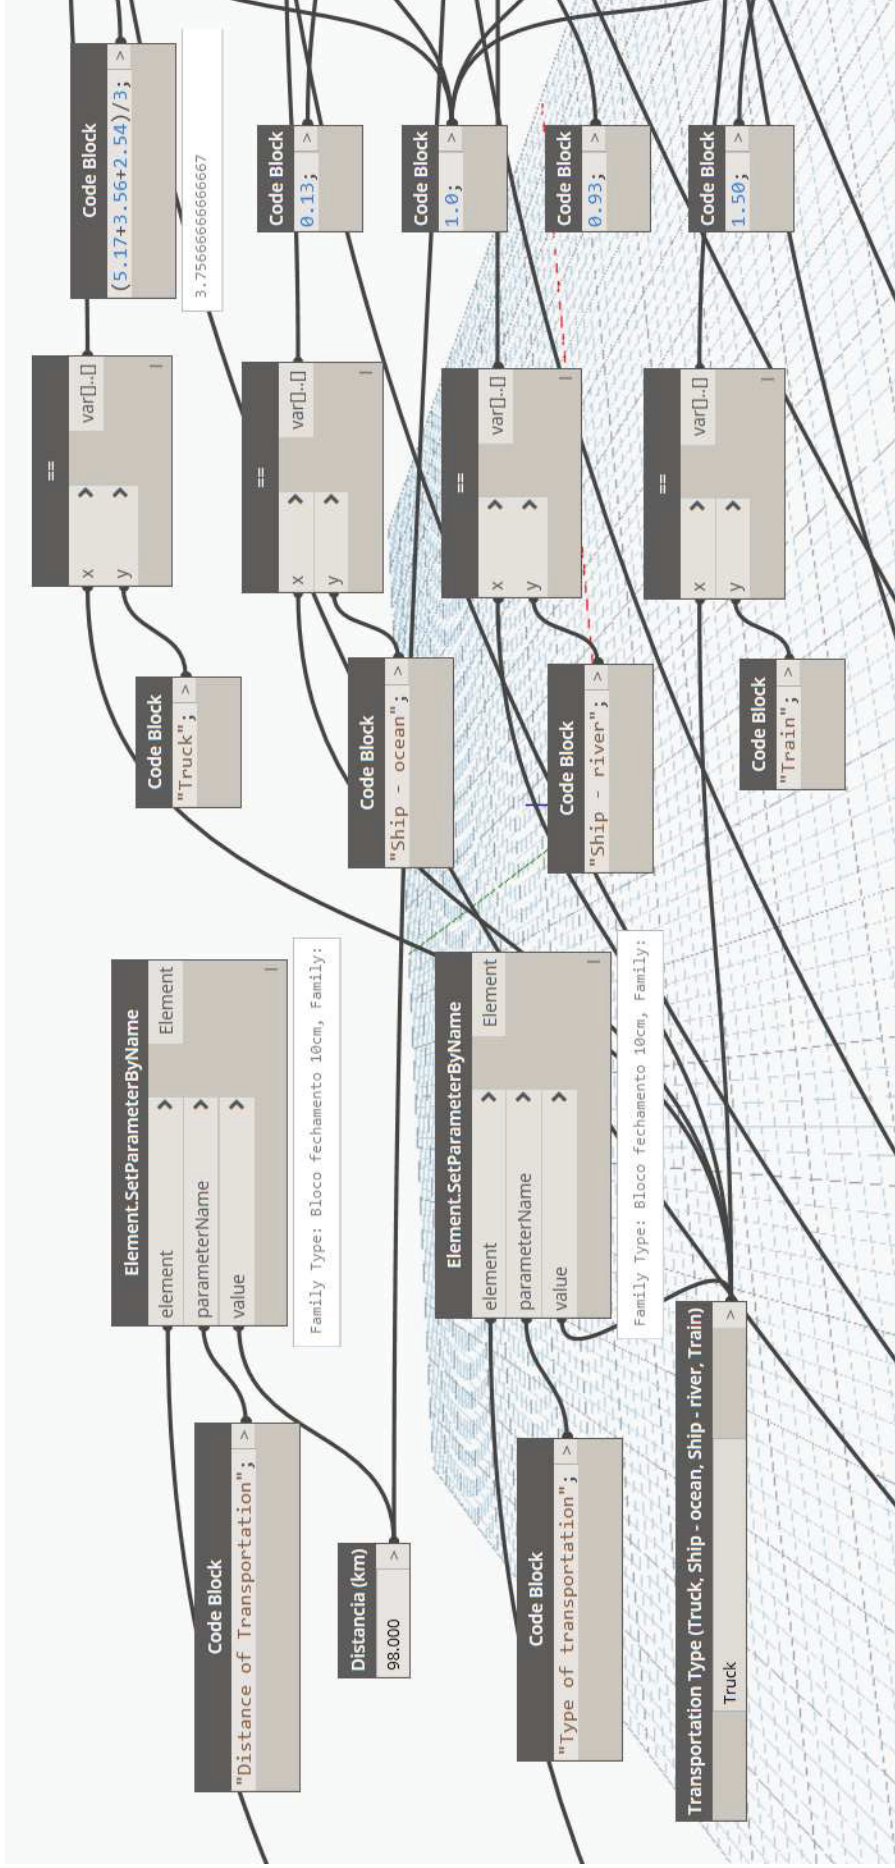 Element.SetParameterByName
element >
parameterName >
value >
Element
|
Family Type: Bloco fechamento 10cm, Family:
Code Block
"Distance of Transportation"; >
Distancia (km)
98.000 >
Element.SetParameterByName
element >
parameterName >
value >
Element
|
Family Type: Bloco fechamento 10cm, Family:
Code Block
"Type of transportation"; >
Transportation Type (Truck, Ship - ocean, Ship - river, Train)
Truck >
==
x >
y >
var[]..[]
|
Code Block
"Truck"; >
Code Block
(5.17+3.56+2.54)/3; >
3.75666666666667
==
x >
y >
var[]..[]
|
Code Block
"Ship - ocean"; >
Code Block
0.13; >
==
x >
y >
var[]..[]
|
Code Block
"Ship - river"; >
Code Block
1.0; >
Code Block
0.93; >
==
x >
y >
var[]..[]
|
Code Block
"Train"; >
Code Block
1.50; >